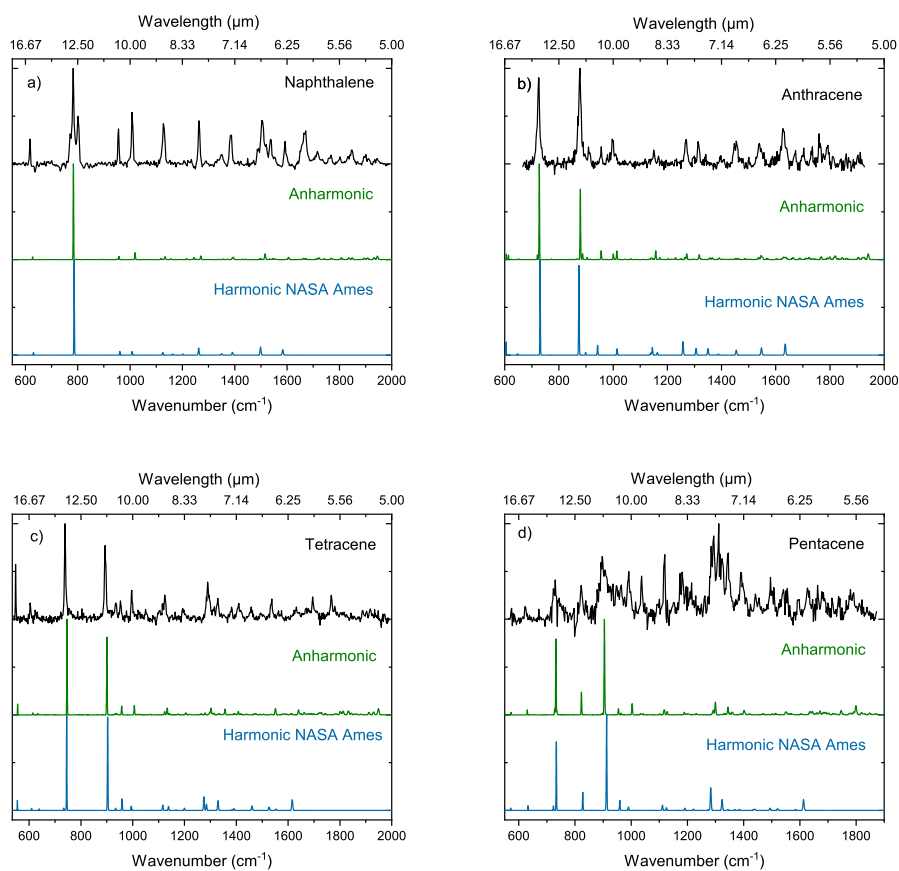 Wavelength (µm)
16.67 12.50 10.00 8.33 7.14 6.25 5.56 5.00
a)
Naphthalene
Anharmonic
Harmonic NASA Ames
600 800 1000 1200 1400 1600 1800 2000
Wavenumber (cm⁻¹)
Wavelength (µm)
16.67 12.50 10.00 8.33 7.14 6.25 5.56 5.00
b)
Anthracene
Anharmonic
Harmonic NASA Ames
600 800 1000 1200 1400 1600 1800 2000
Wavenumber (cm⁻¹)
Wavelength (µm)
16.67 12.50 10.00 8.33 7.14 6.25 5.56 5.00
c)
Tetracene
Anharmonic
Harmonic NASA Ames
600 800 1000 1200 1400 1600 1800 2000
Wavenumber (cm⁻¹)
Wavelength (µm)
16.67 12.50 10.00 8.33 7.14 6.25 5.56
d)
Pentacene
Anharmonic
Harmonic NASA Ames
600 800 1000 1200 1400 1600 1800
Wavenumber (cm⁻¹)